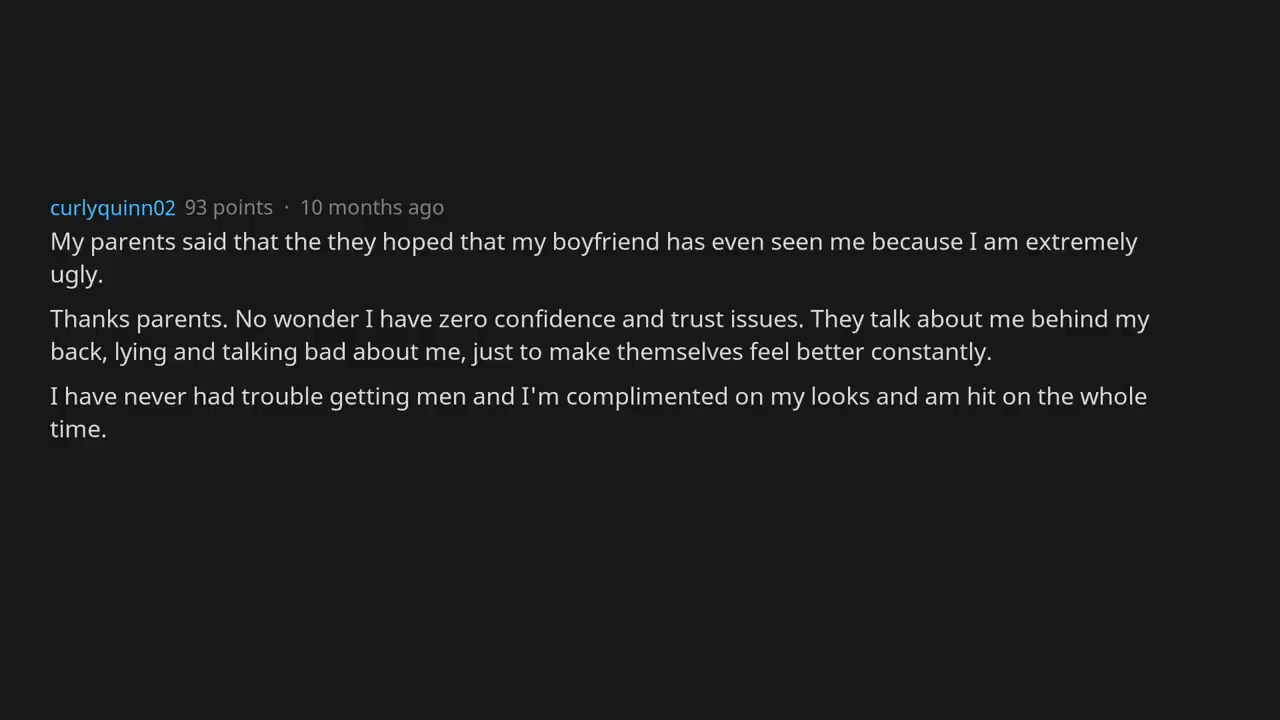 curlyquinn02 93 points · 10 months ago
My parents said that the they hoped that my boyfriend has even seen me because I am extremely
ugly.
Thanks parents. No wonder I have zero confidence and trust issues. They talk about me behind my
back, lying and talking bad about me, just to make themselves feel better constantly.
I have never had trouble getting men and I'm complimented on my looks and am hit on the whole
time.